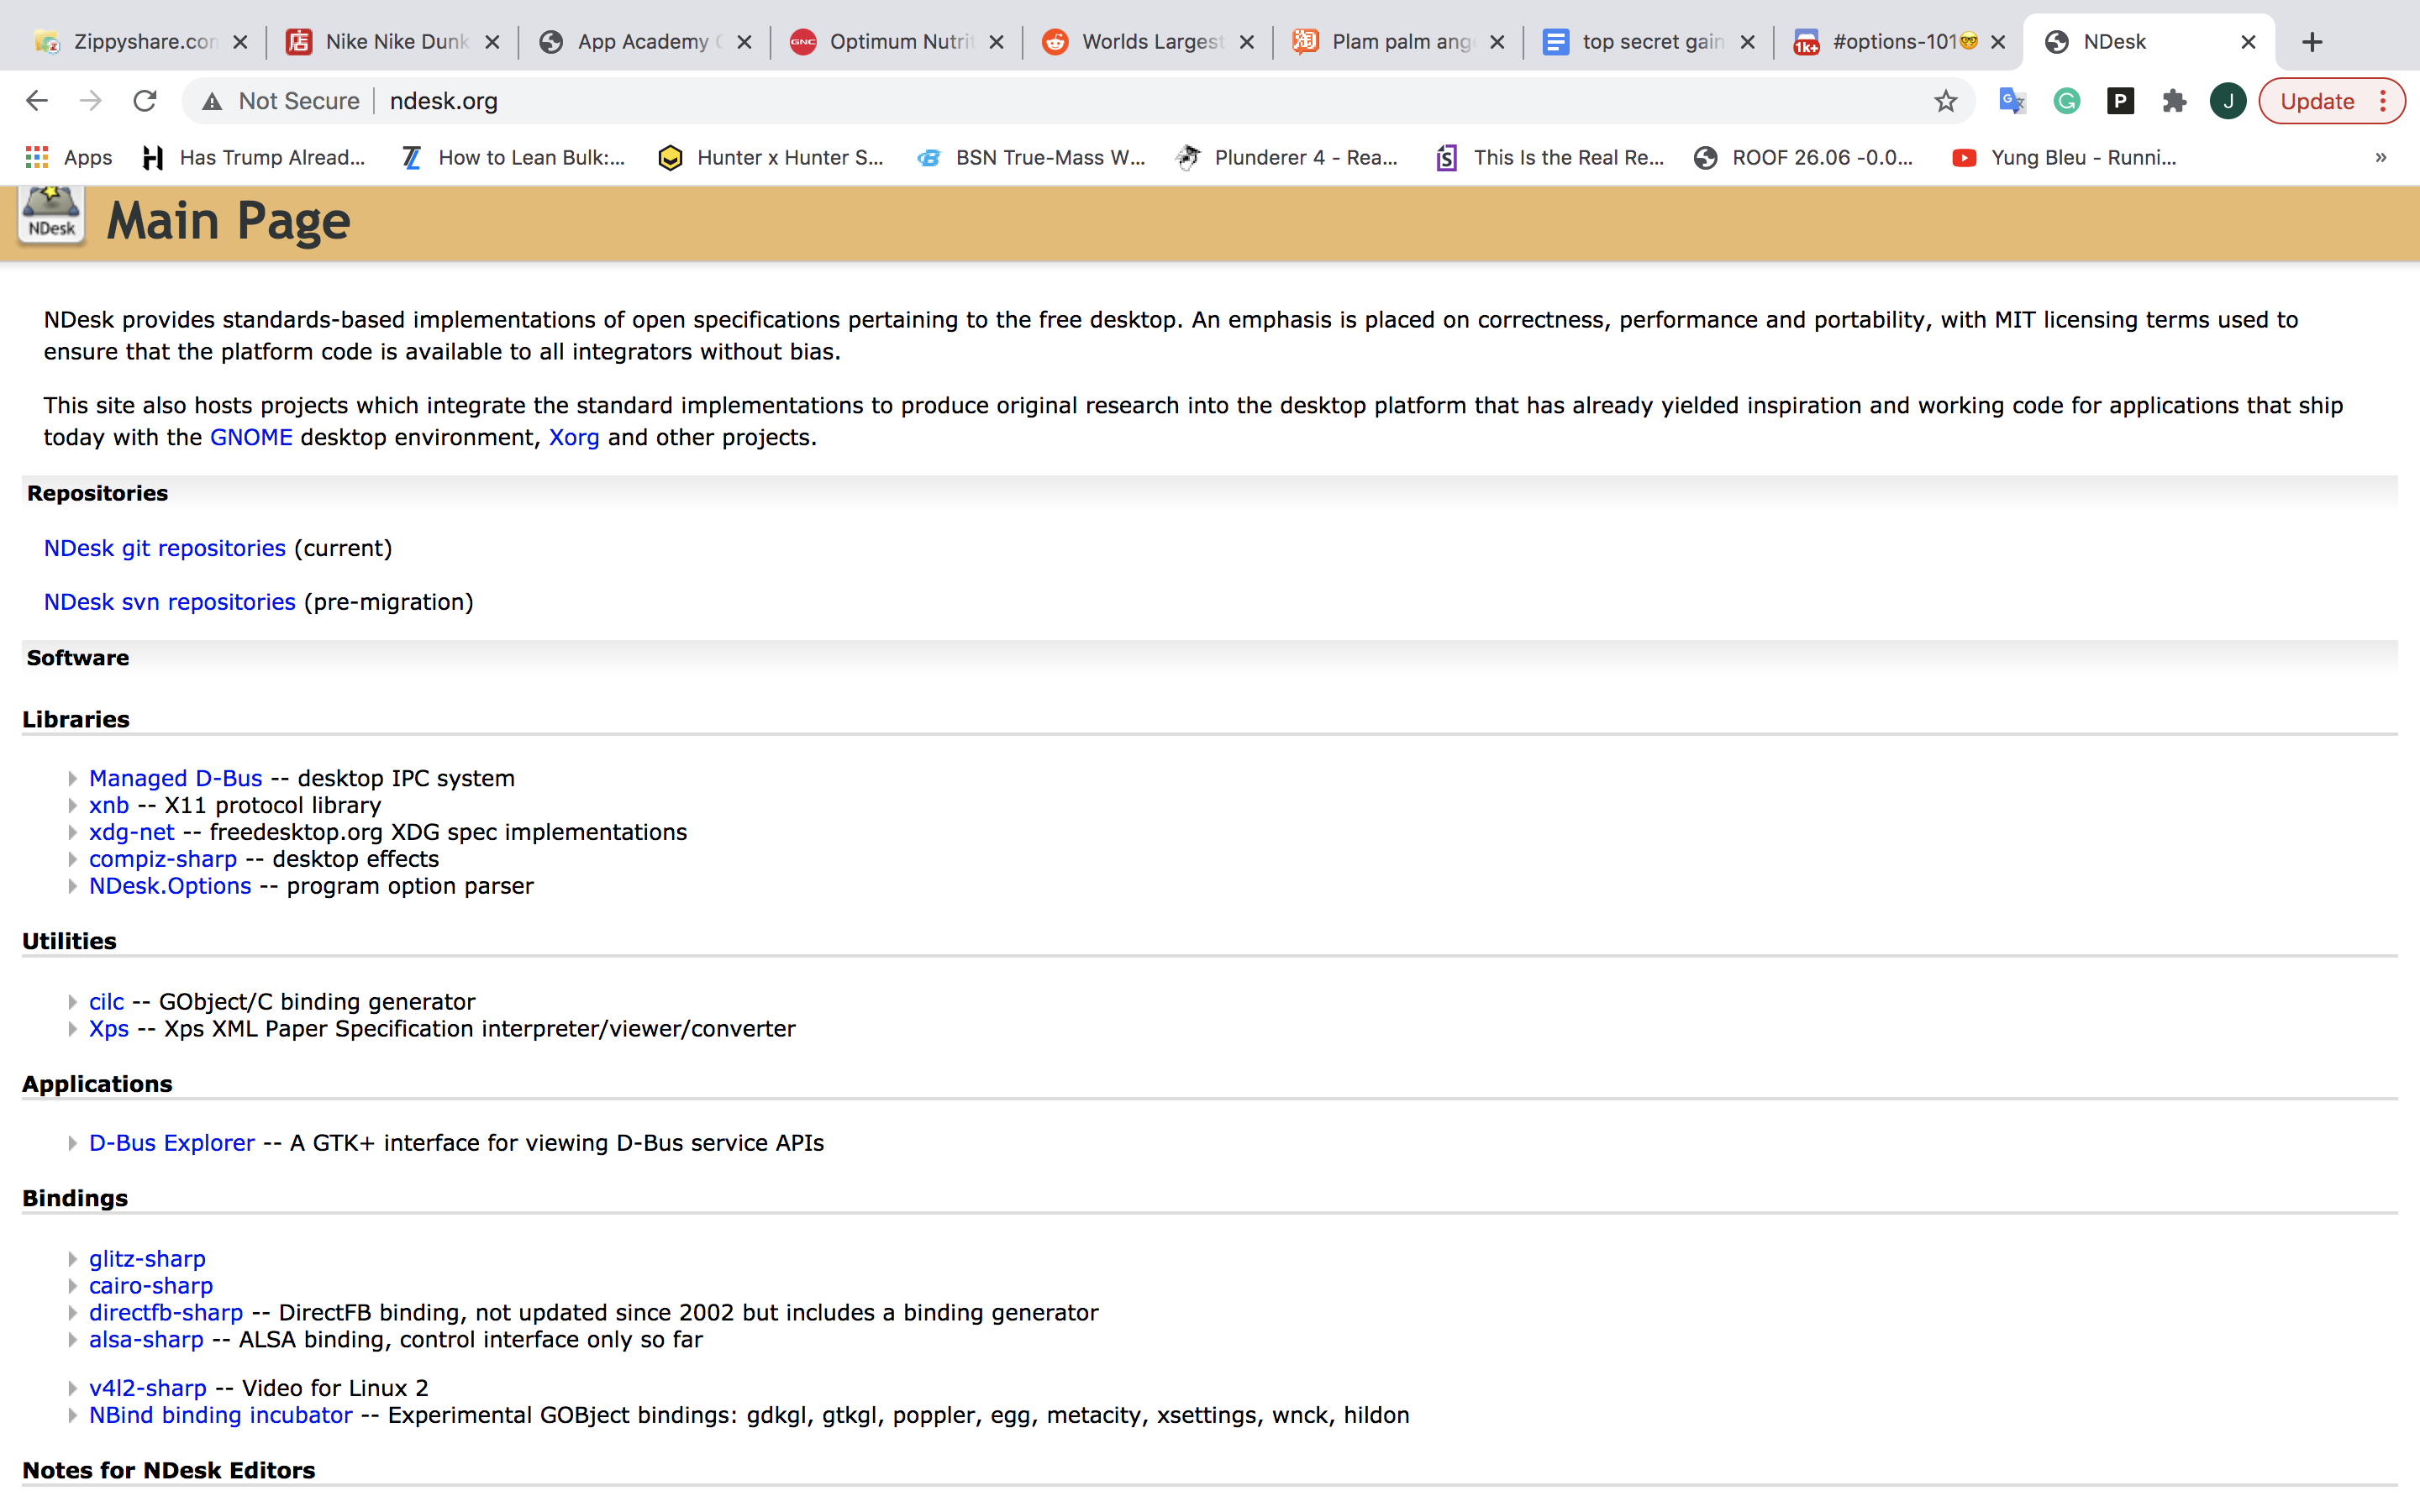 Zippyshare.con
Nike Nike Dunk
App Academy
GNC
Optimum Nutrit
Worlds Largest
Plam palm ang
top secret gain
1k+
#options-101🤓
NDesk
Not Secure
ndesk.org
P
J
Update
Apps
Has Trump Alread...
How to Lean Bulk:...
Hunter x Hunter S...
BSN True-Mass W...
Plunderer 4 - Rea...
This Is the Real Re...
ROOF 26.06 -0.0...
Yung Bleu - Runni...
»
NDesk
Main Page
NDesk provides standards-based implementations of open specifications pertaining to the free desktop. An emphasis is placed on correctness, performance and portability, with MIT licensing terms used to
ensure that the platform code is available to all integrators without bias.
This site also hosts projects which integrate the standard implementations to produce original research into the desktop platform that has already yielded inspiration and working code for applications that ship
today with the GNOME desktop environment, Xorg and other projects.
Repositories
NDesk git repositories (current)
NDesk svn repositories (pre-migration)
Software
Libraries
Managed D-Bus -- desktop IPC system
xnb -- X11 protocol library
xdg-net -- freedesktop.org XDG spec implementations
compiz-sharp -- desktop effects
NDesk.Options -- program option parser
Utilities
cilc -- GObject/C binding generator
Xps -- Xps XML Paper Specification interpreter/viewer/converter
Applications
D-Bus Explorer -- A GTK+ interface for viewing D-Bus service APIs
Bindings
glitz-sharp
cairo-sharp
directfb-sharp -- DirectFB binding, not updated since 2002 but includes a binding generator
alsa-sharp -- ALSA binding, control interface only so far
v4l2-sharp -- Video for Linux 2
NBind binding incubator -- Experimental GOBject bindings: gdkgl, gtkgl, poppler, egg, metacity, xsettings, wnck, hildon
Notes for NDesk Editors